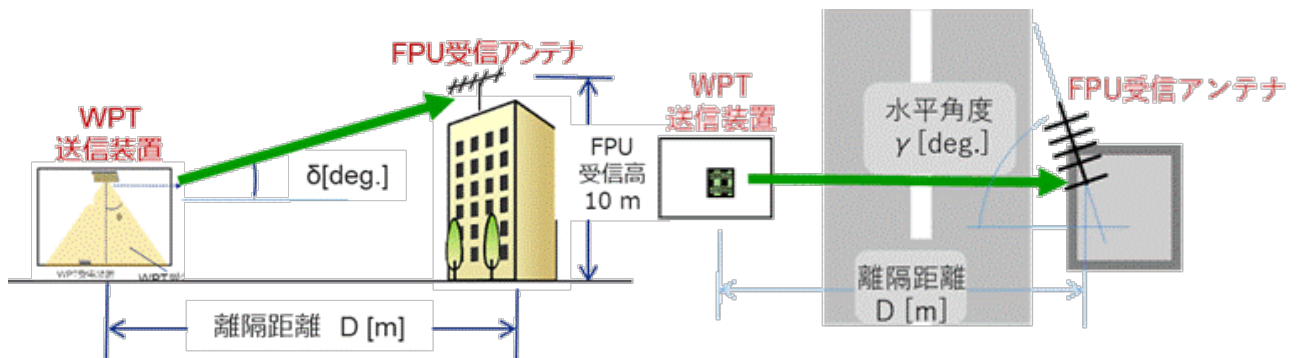 FPU受信アンテナ
WPT
送信装置
δ[deg.]
FPU
受信高
10 m
離隔距離 D [m]
WPT
送信装置
水平角度
γ [deg.]
FPU受信アンテナ
離隔距離
D [m]